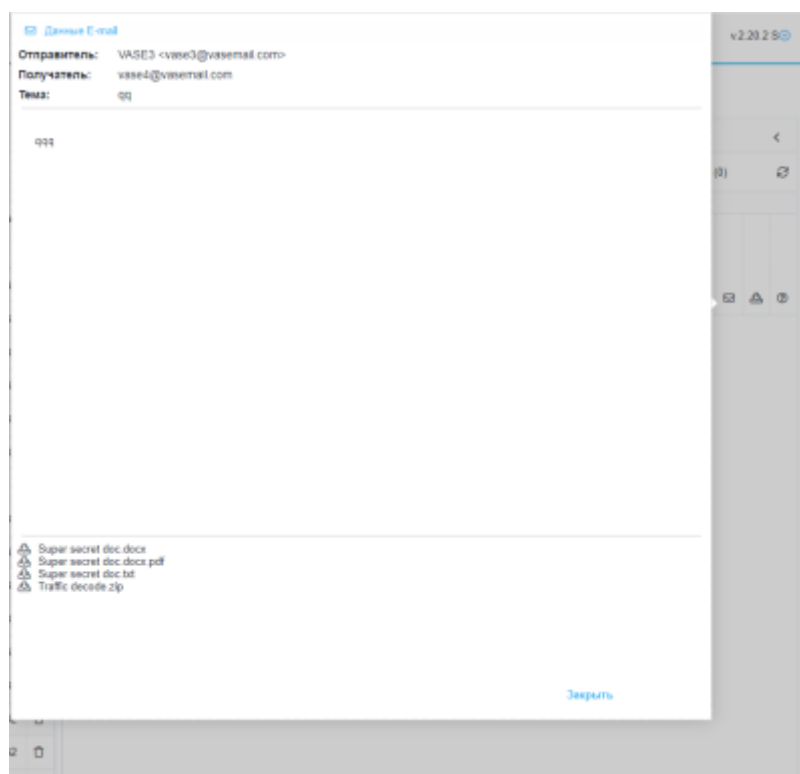 Данные E-mail
Отправитель: VASE3 <vase3@vasemail.com>
Получатель: vase4@vasemail.com
Тема: qq
qqq
Super secret doc.docx
Super secret doc.docx.pdf
Super secret doc.txt
Traffic decode.zip
Закрыть
v.2.20.2
(0)